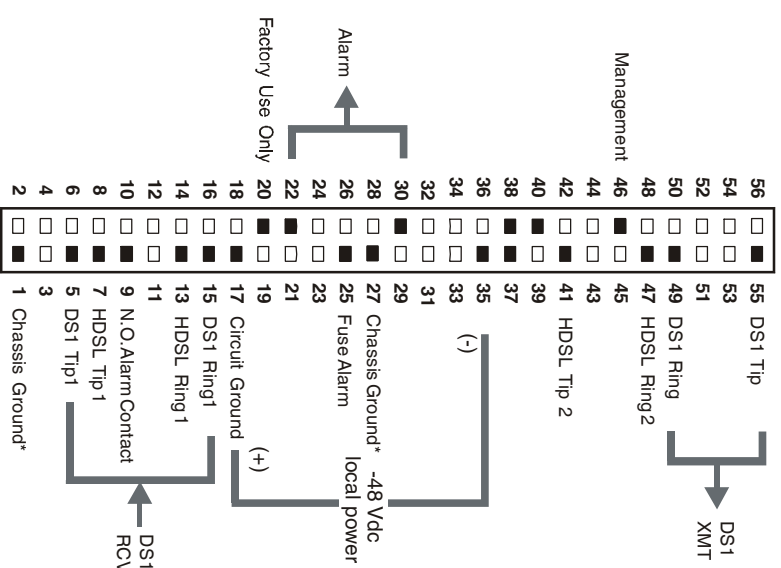 Factory Use Only
Alarm
Management
2 4 6 8 10 12 14 16 18 20 22 24 26 28 30 32 34 36 38 40 42 44 46 48 50 52 54 56
1 3 5 7 9 11 13 15 17 19 21 23 25 27 29 31 33 35 37 39 41 43 45 47 49 51 53 55
Chassis Ground*
DS1 Tip1
HDSL Tip1
N.O. Alarm Contact
HDSL Ring1
DS1 Ring1
Circuit Ground
Fuse Alarm
Chassis Ground*
HDSL Tip 2
HDSL Ring2
DS1 Ring
DS1 Tip
(+)
(-)
-48 Vdc
local power
DS1
RCV
DS1
XMT